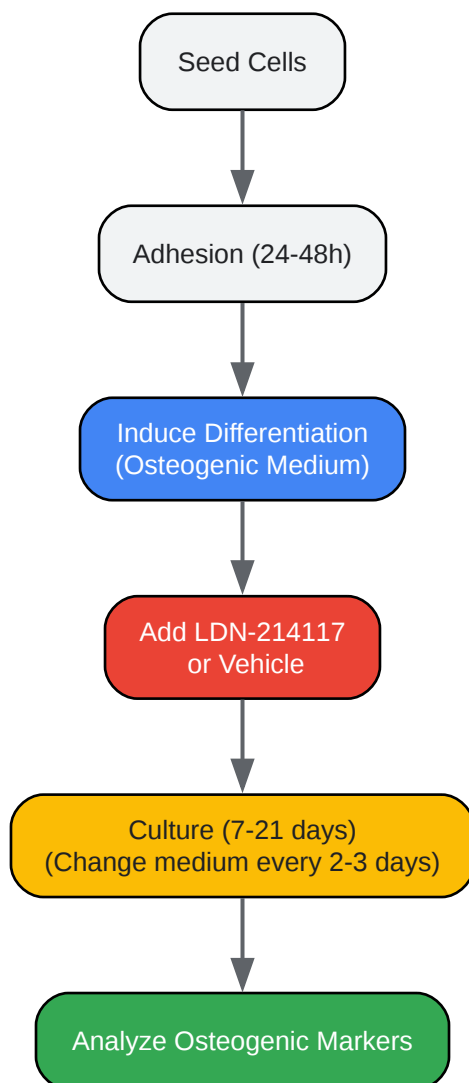 Seed Cells
Adhesion (24-48h)
Induce Differentiation
(Osteogenic Medium)
Add LDN-214117
or Vehicle
Culture (7-21 days)
(Change medium every 2-3 days)
Analyze Osteogenic Markers